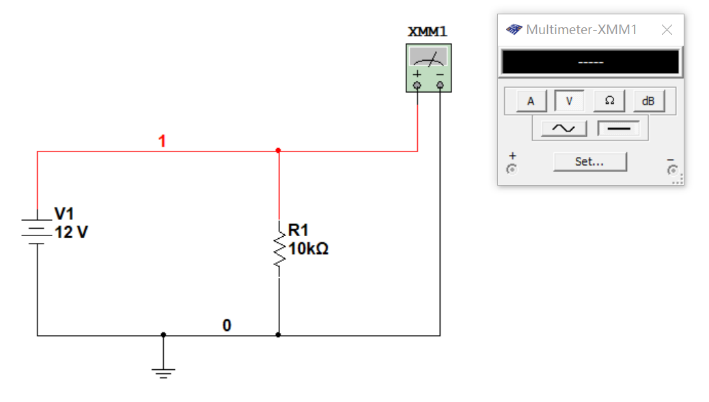 XMM1
Multimeter-XMM1
-----
A V Ω dB
+ Set... −
+ −
1
V1
12 V
R1
10kΩ
0